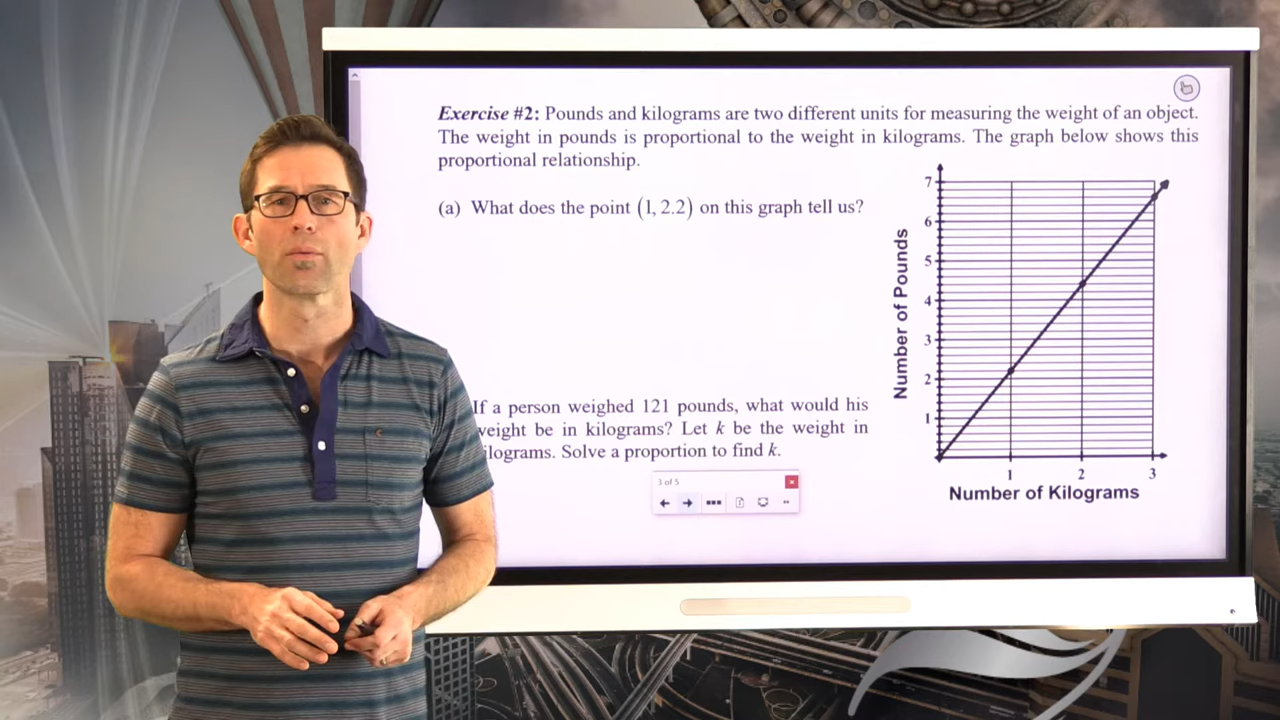 Exercise #2: Pounds and kilograms are two different units for measuring the weight of an object.
The weight in pounds is proportional to the weight in kilograms. The graph below shows this
proportional relationship.
(a) What does the point (1, 2.2) on this graph tell us?
If a person weighed 121 pounds, what would his
weight be in kilograms? Let k be the weight in
ilograms. Solve a proportion to find k.
3 of 5
Number of Pounds
7
6
5
4
3
2
1
1 2 3
Number of Kilograms